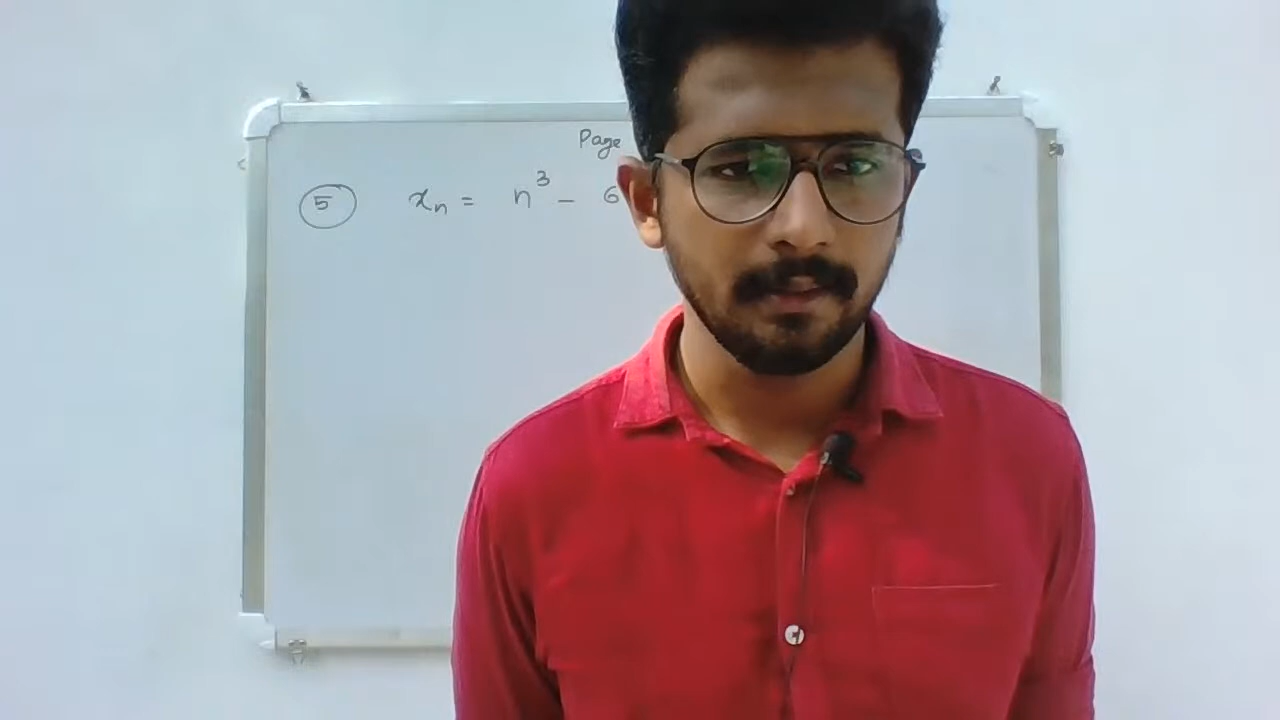 Page
5 xₙ = n³ - 6